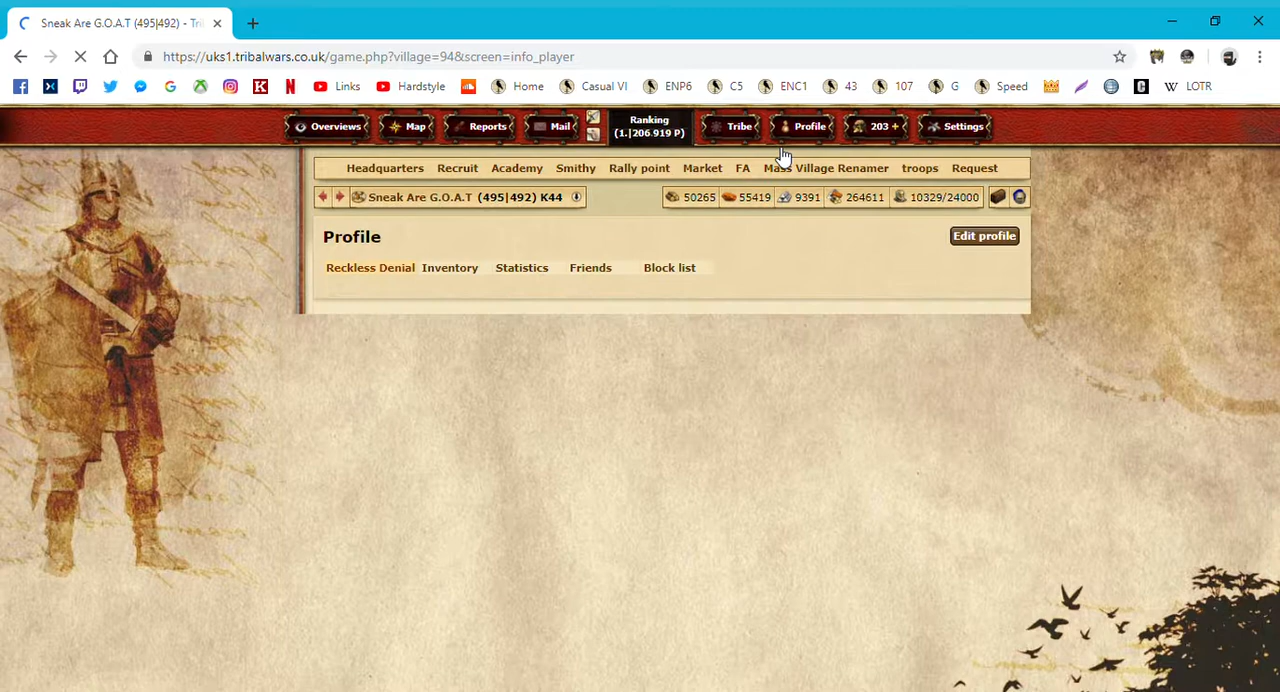 Sneak Are G.O.A.T (495|492) - Tri
https://uks1.tribalwars.co.uk/game.php?village=94&screen=info_player
Links Hardstyle Home Casual VI ENP6 C5 ENC1 43 107 G Speed LOTR
Overviews Map Reports Mail Ranking Tribe Profile 203 + Settings
(1.|206.919 P)
Headquarters Recruit Academy Smithy Rally point Market FA Mass Village Renamer troops Request
Sneak Are G.O.A.T (495|492) K44 50265 55419 9391 264611 10329/24000
Profile Edit profile
Reckless Denial Inventory Statistics Friends Block list